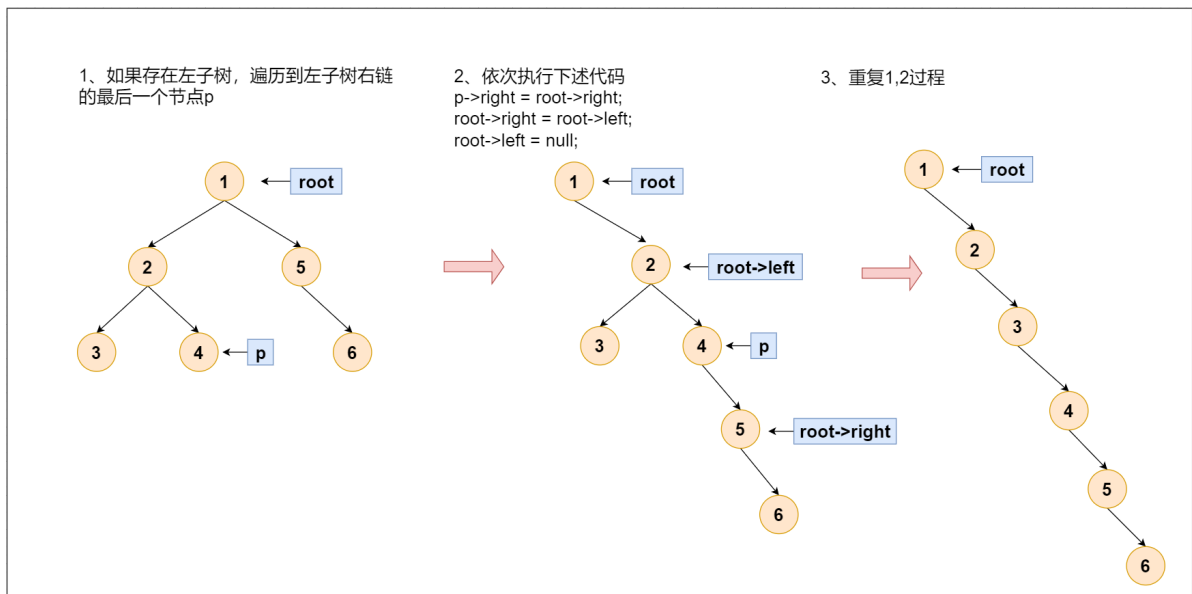 1、如果存在左子树，遍历到左子树右链
的最后一个节点p
2、依次执行下述代码
p->right = root->right;
root->right = root->left;
root->left = null;
3、重复1,2过程
1
root
2
5
3
4
p
6
1
root
2
root->left
3
4
p
5
root->right
6
1
root
2
3
4
5
6